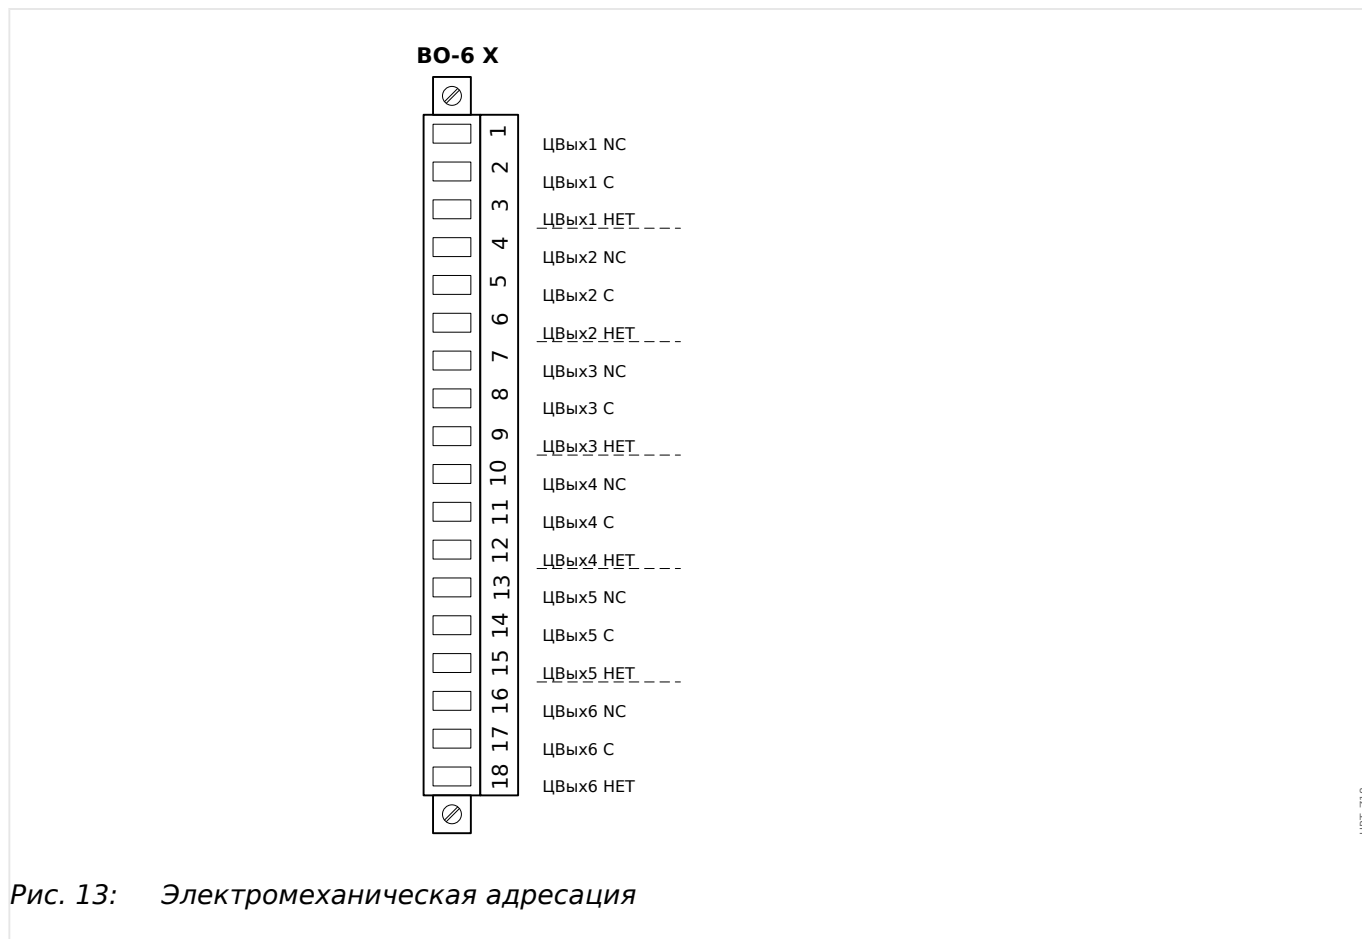 BO-6 X
1 ЦВых1 NC
2 ЦВых1 C
3 ЦВых1 НЕТ
4 ЦВых2 NC
5 ЦВых2 C
6 ЦВых2 НЕТ
7 ЦВых3 NC
8 ЦВых3 C
9 ЦВых3 НЕТ
10 ЦВых4 NC
11 ЦВых4 C
12 ЦВых4 НЕТ
13 ЦВых5 NC
14 ЦВых5 C
15 ЦВых5 НЕТ
16 ЦВых6 NC
17 ЦВых6 C
18 ЦВых6 НЕТ
Рис. 13: Электромеханическая адресация